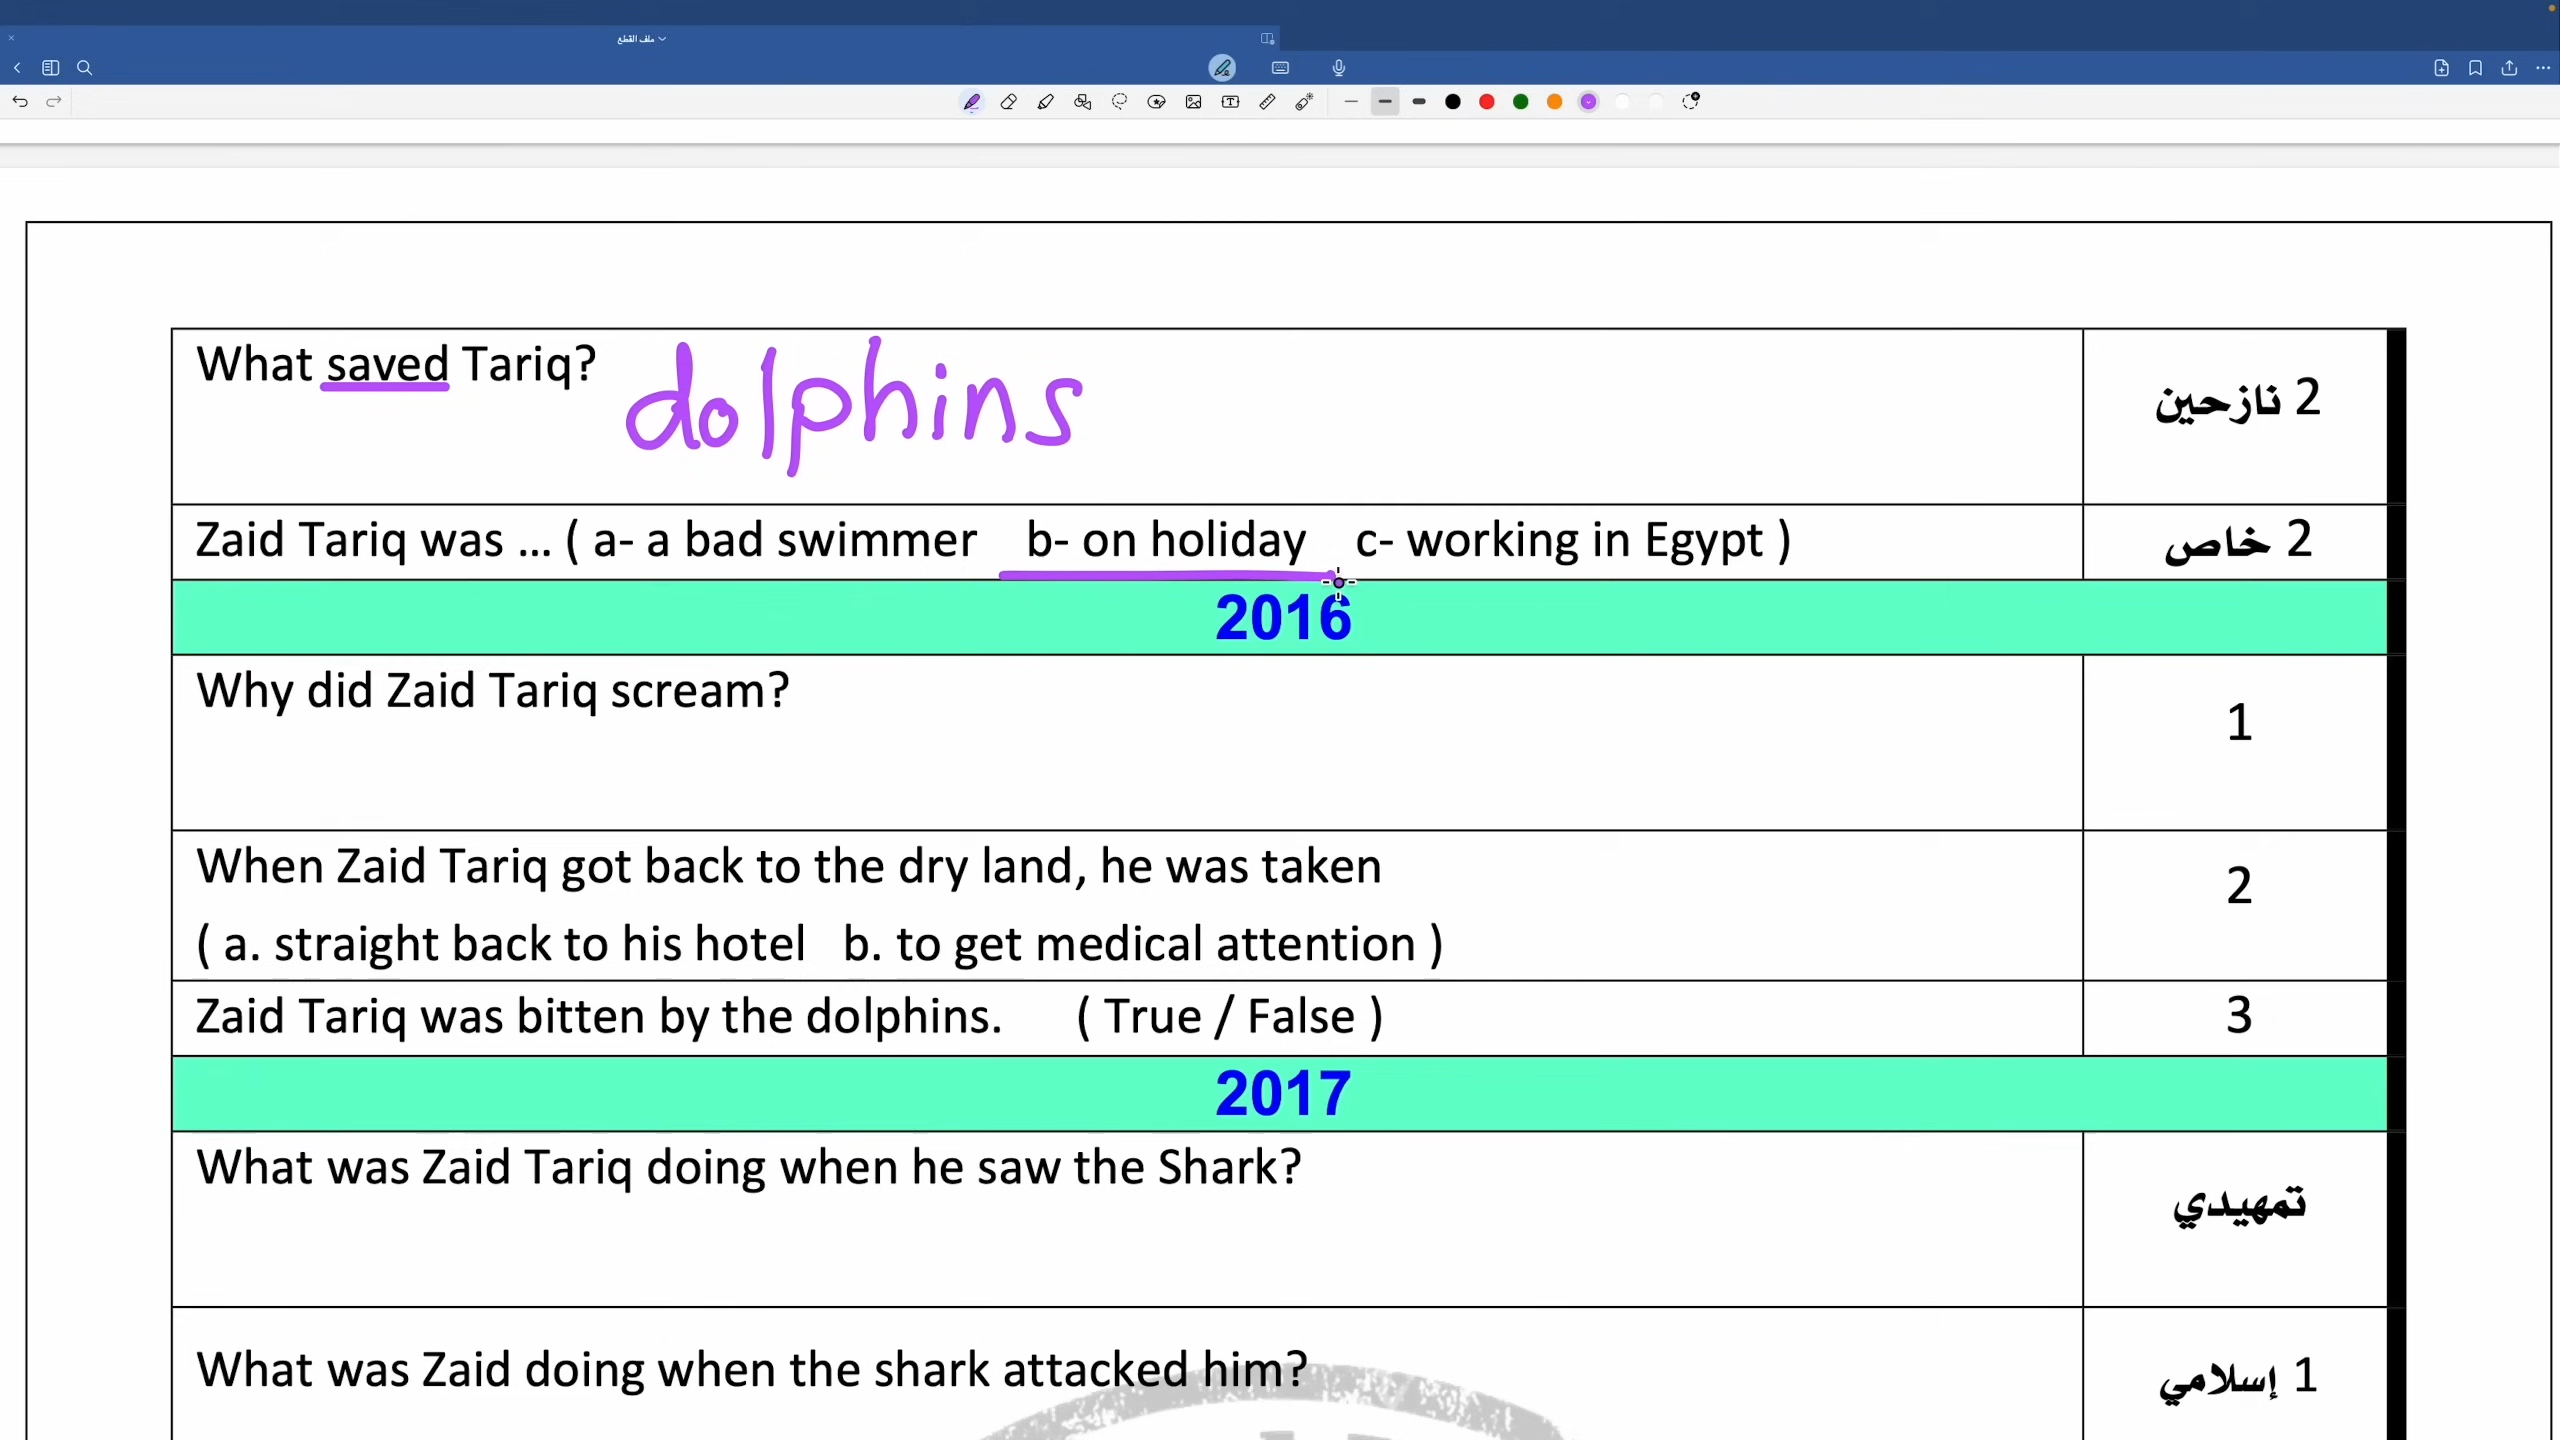 ملف القطع
What saved Tariq? dolphins
2 نازحين
Zaid Tariq was ... ( a- a bad swimmer b- on holiday c- working in Egypt )
2 خاص
2016
Why did Zaid Tariq scream?
1
When Zaid Tariq got back to the dry land, he was taken
( a. straight back to his hotel b. to get medical attention )
2
Zaid Tariq was bitten by the dolphins. ( True / False )
3
2017
What was Zaid Tariq doing when he saw the Shark?
تمهيدي
What was Zaid doing when the shark attacked him?
1 إسلامي